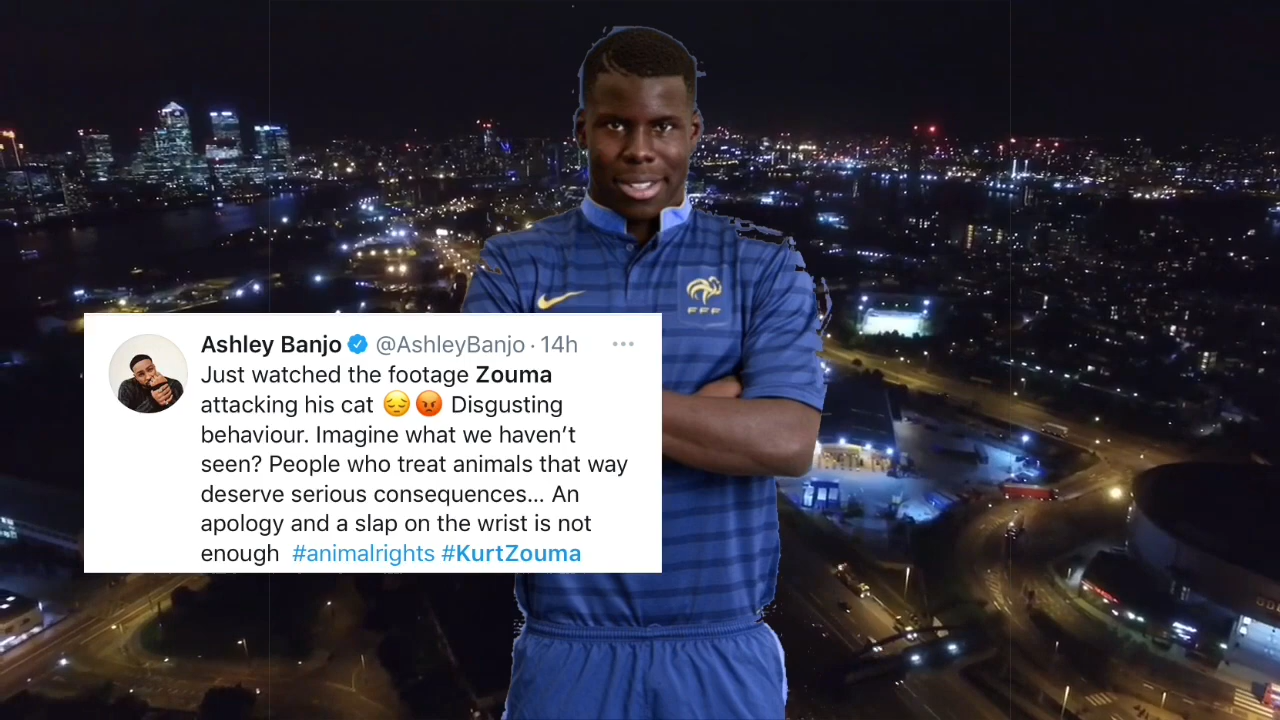 FFF
Ashley Banjo @AshleyBanjo · 14h
Just watched the footage Zouma
attacking his cat 😔😡 Disgusting
behaviour. Imagine what we haven’t
seen? People who treat animals that way
deserve serious consequences... An
apology and a slap on the wrist is not
enough #animalrights #KurtZouma